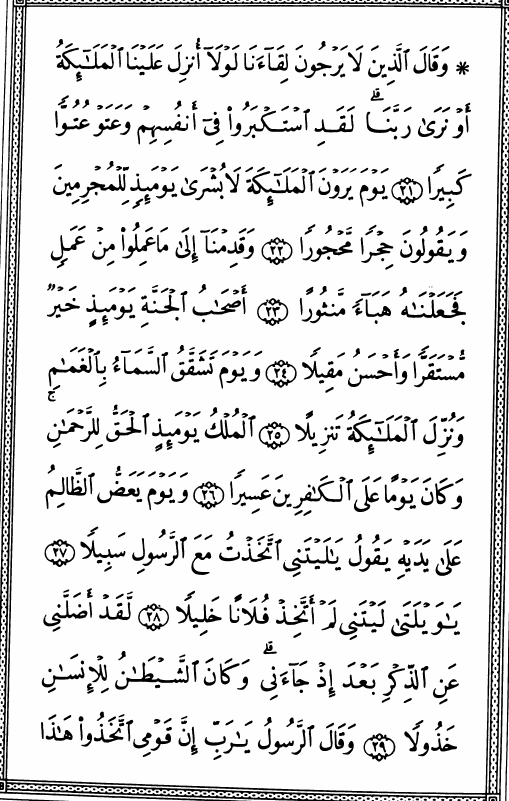 * وَقَالَ ٱلَّذِينَ لَا يَرۡجُونَ لِقَآءَنَا لَوۡلَآ أُنزِلَ عَلَيۡنَا ٱلۡمَلَـٰٓئِكَةُ
أَوۡ نَرَىٰ رَبَّنَاۗ لَقَدِ ٱسۡتَكۡبَرُواْ فِيٓ أَنفُسِهِمۡ وَعَتَوۡ عُتُوّٗا
كَبِيرٗا ٢١ يَوۡمَ يَرَوۡنَ ٱلۡمَلَـٰٓئِكَةَ لَا بُشۡرَىٰ يَوۡمَئِذٖ لِّلۡمُجۡرِمِينَ
وَيَقُولُونَ حِجۡرٗا مَّحۡجُورٗا ٢٢ وَقَدِمۡنَآ إِلَىٰ مَا عَمِلُواْ مِنۡ عَمَلٖ
فَجَعَلۡنَـٰهُ هَبَآءٗ مَّنثُورًا ٢٣ أَصۡحَـٰبُ ٱلۡجَنَّةِ يَوۡمَئِذٍ خَيۡرٞ
مُّسۡتَقَرّٗا وَأَحۡسَنُ مَقِيلٗا ٢٤ وَيَوۡمَ تَشَقَّقُ ٱلسَّمَآءُ بِٱلۡغَمَـٰمِ
وَنُزِّلَ ٱلۡمَلَـٰٓئِكَةُ تَنزِيلًا ٢٥ ٱلۡمُلۡكُ يَوۡمَئِذٍ ٱلۡحَقُّ لِلرَّحۡمَـٰنِۚ
وَكَانَ يَوۡمًا عَلَى ٱلۡكَـٰفِرِينَ عَسِيرٗا ٢٦ وَيَوۡمَ يَعَضُّ ٱلظَّالِمُ
عَلَىٰ يَدَيۡهِ يَقُولُ يَـٰلَيۡتَنِي ٱتَّخَذۡتُ مَعَ ٱلرَّسُولِ سَبِيلٗا ٢٧
يَـٰوَيۡلَتَىٰ لَيۡتَنِي لَمۡ أَتَّخِذۡ فُلَانًا خَلِيلٗا ٢٨ لَّقَدۡ أَضَلَّنِي
عَنِ ٱلذِّكۡرِ بَعۡدَ إِذۡ جَآءَنِيۗ وَكَانَ ٱلشَّيۡطَـٰنُ لِلۡإِنسَـٰنِ
خَذُولٗا ٢٩ وَقَالَ ٱلرَّسُولُ يَـٰرَبِّ إِنَّ قَوۡمِي ٱتَّخَذُواْ هَـٰذَا